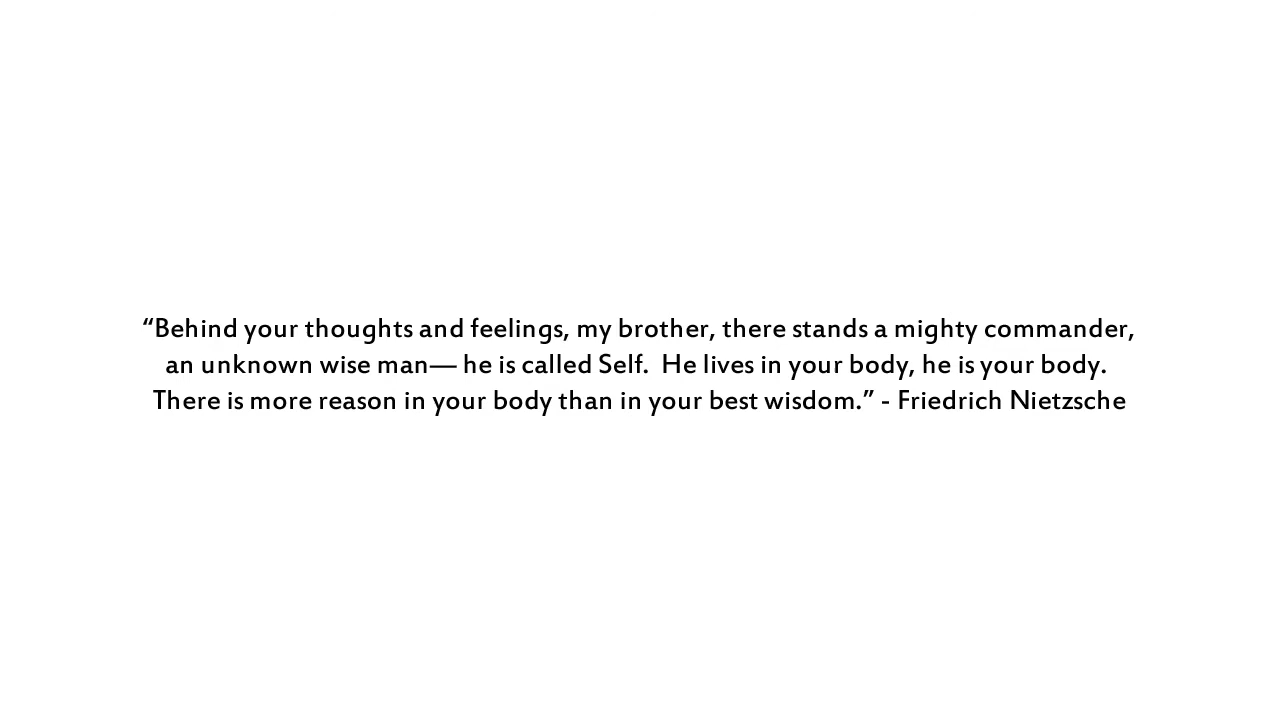 “Behind your thoughts and feelings, my brother, there stands a mighty commander,
an unknown wise man— he is called Self.  He lives in your body, he is your body.
There is more reason in your body than in your best wisdom.” - Friedrich Nietzsche